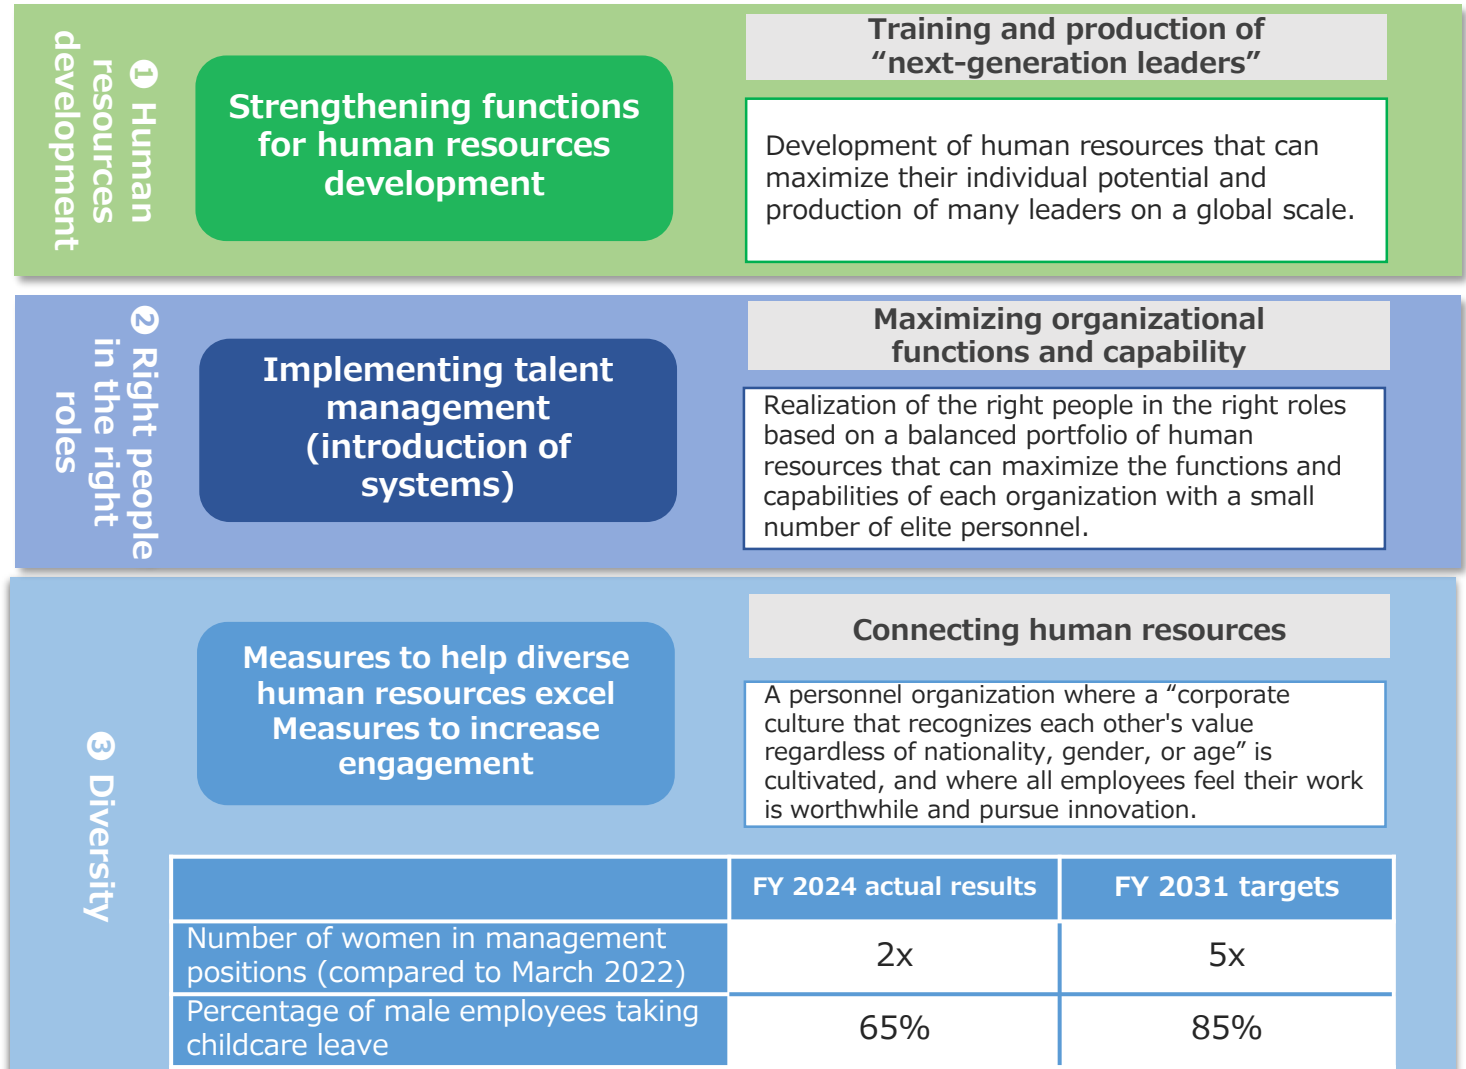 ❶ Human
resources
development
Strengthening functions
for human resources
development
Training and production of
“next-generation leaders”
Development of human resources that can
maximize their individual potential and
production of many leaders on a global scale.
❷ Right people
in the right
roles
Implementing talent
management
(introduction of
systems)
Maximizing organizational
functions and capability
Realization of the right people in the right roles
based on a balanced portfolio of human
resources that can maximize the functions and
capabilities of each organization with a small
number of elite personnel.
❸ Diversity
Measures to help diverse
human resources excel
Measures to increase
engagement
Connecting human resources
A personnel organization where a “corporate
culture that recognizes each other's value
regardless of nationality, gender, or age” is
cultivated, and where all employees feel their work
is worthwhile and pursue innovation.
FY 2024 actual results
FY 2031 targets
Number of women in management
positions (compared to March 2022)
2x
5x
Percentage of male employees taking
childcare leave
65%
85%